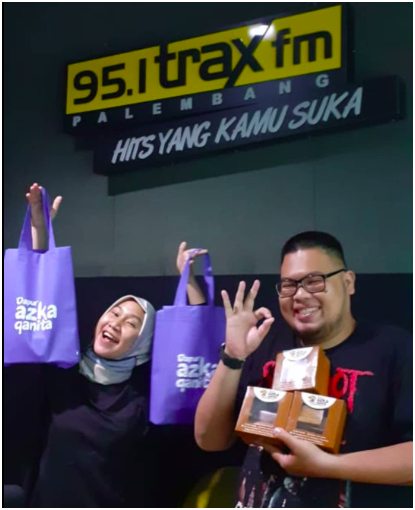 95.1 trax fm
PALEMBANG
HITS YANG KAMU SUKA
Dapur
azka
qanita
Dapur
azka
qanita